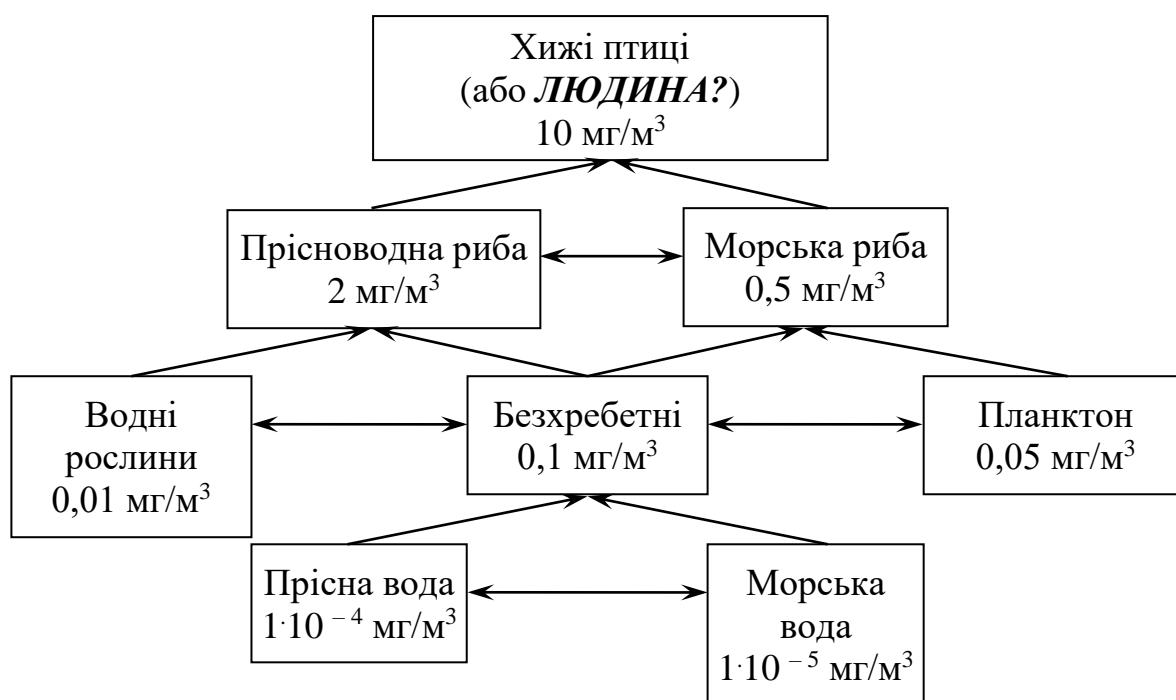 Хижі птиці
(або ЛЮДИНА?)
10 мг/м³
Прісноводна риба
2 мг/м³
Морська риба
0,5 мг/м³
Водні
рослини
0,01 мг/м³
Безхребетні
0,1 мг/м³
Планктон
0,05 мг/м³
Прісна вода
1·10 ⁻ ⁴ мг/м³
Морська
вода
1·10 ⁻ ⁵ мг/м³